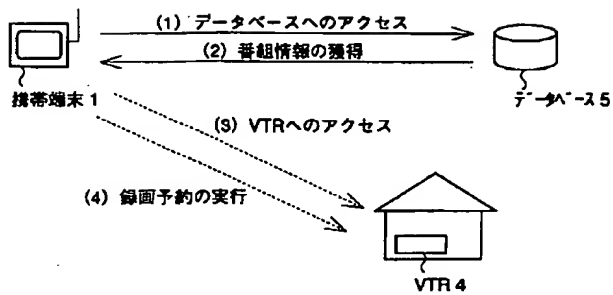 (1) データベースへのアクセス
(2) 番組情報の獲得
携帯端末 1
データベース 5
(3) VTRへのアクセス
(4) 録画予約の実行
VTR 4